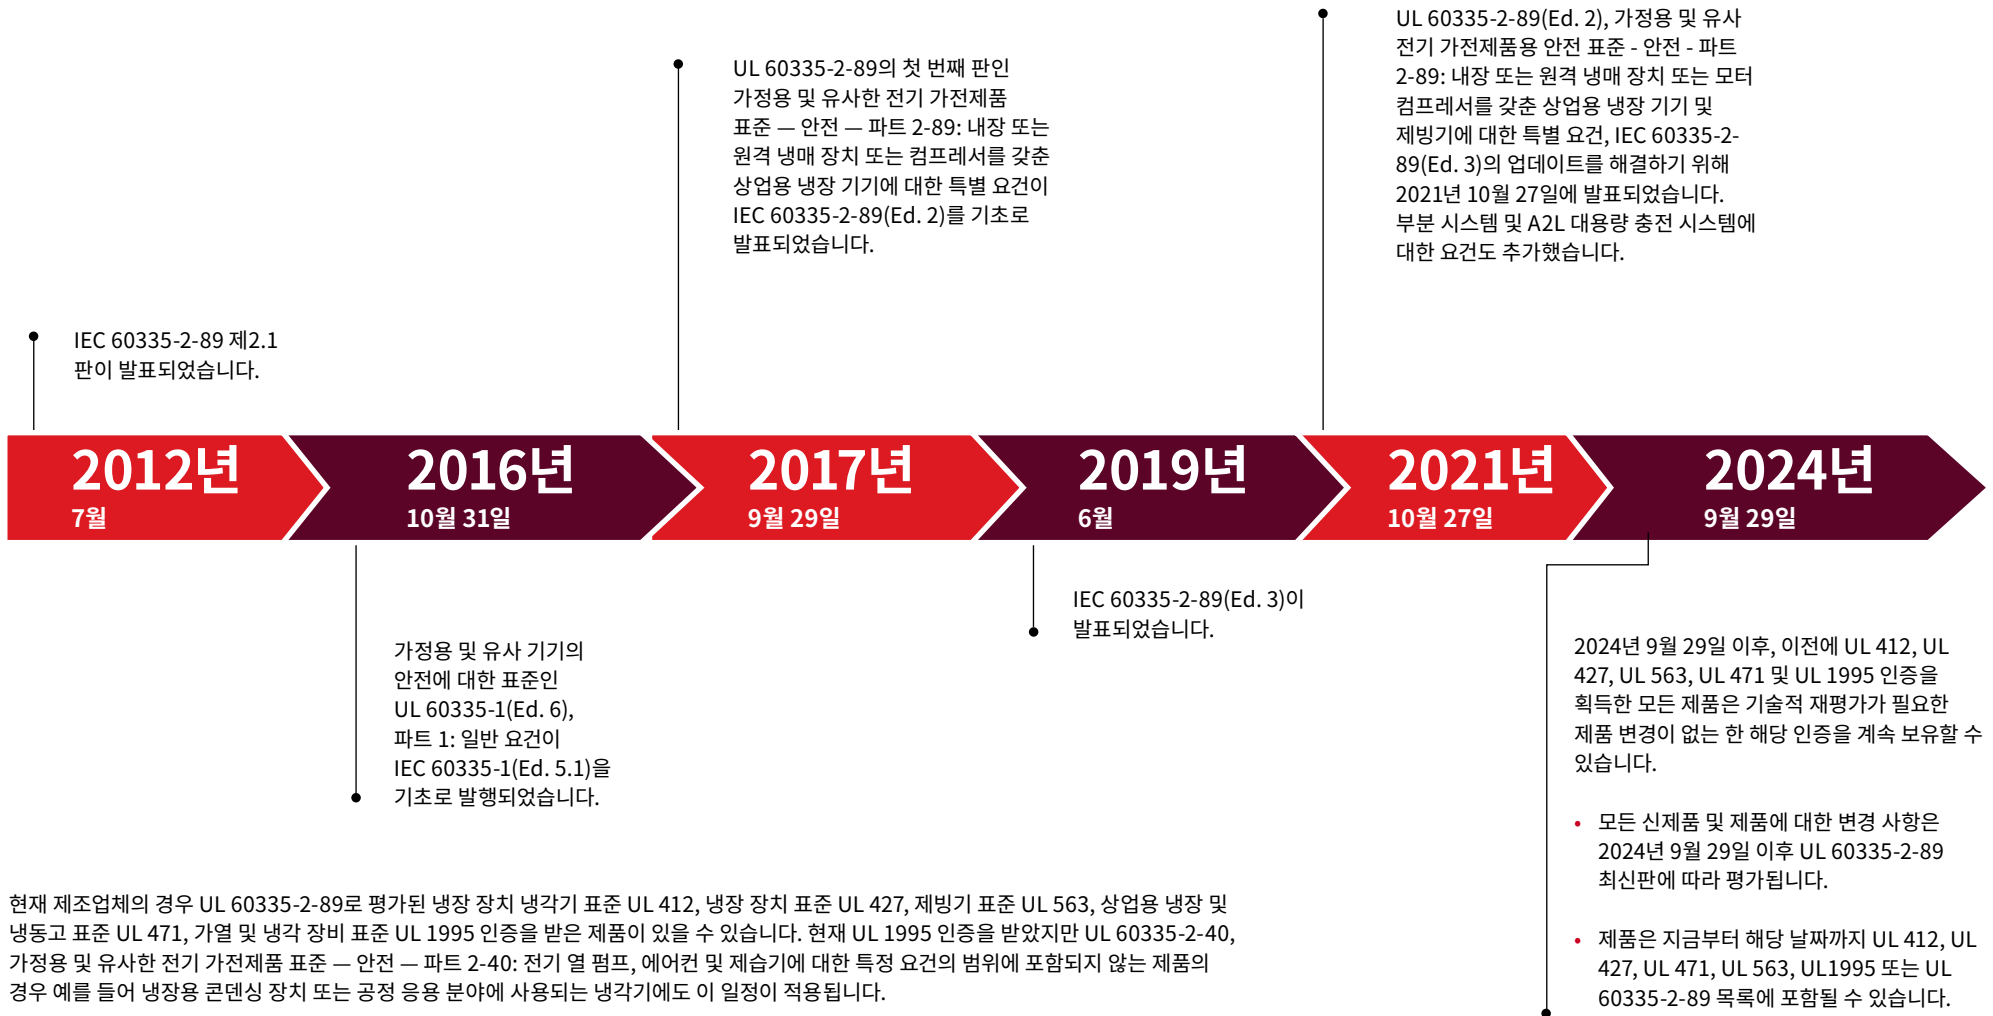 IEC 60335-2-89 제2.1
판이 발표되었습니다.
UL 60335-2-89의 첫 번째 판인
가정용 및 유사한 전기 가전제품
표준 — 안전 — 파트 2-89: 내장 또는
원격 냉매 장치 또는 컴프레서를 갖춘
상업용 냉장 기기에 대한 특별 요건이
IEC 60335-2-89(Ed. 2)를 기초로
발표되었습니다.
UL 60335-2-89(Ed. 2), 가정용 및 유사
전기 가전제품용 안전 표준 - 안전 - 파트
2-89: 내장 또는 원격 냉매 장치 또는 모터
컴프레서를 갖춘 상업용 냉장 기기 및
제빙기에 대한 특별 요건, IEC 60335-2-
89(Ed. 3)의 업데이트를 해결하기 위해
2021년 10월 27일에 발표되었습니다.
부분 시스템 및 A2L 대용량 충전 시스템에
대한 요건도 추가했습니다.
2012년
7월
2016년
10월 31일
2017년
9월 29일
2019년
6월
2021년
10월 27일
2024년
9월 29일
가정용 및 유사 기기의
안전에 대한 표준인
UL 60335-1(Ed. 6),
파트 1: 일반 요건이
IEC 60335-1(Ed. 5.1)을
기초로 발행되었습니다.
IEC 60335-2-89(Ed. 3)이
발표되었습니다.
2024년 9월 29일 이후, 이전에 UL 412, UL
427, UL 563, UL 471 및 UL 1995 인증을
획득한 모든 제품은 기술적 재평가가 필요한
제품 변경이 없는 한 해당 인증을 계속 보유할 수
있습니다.
• 모든 신제품 및 제품에 대한 변경 사항은
2024년 9월 29일 이후 UL 60335-2-89
최신판에 따라 평가됩니다.
• 제품은 지금부터 해당 날짜까지 UL 412, UL
427, UL 471, UL 563, UL1995 또는 UL
60335-2-89 목록에 포함될 수 있습니다.
현재 제조업체의 경우 UL 60335-2-89로 평가된 냉장 장치 냉각기 표준 UL 412, 냉장 장치 표준 UL 427, 제빙기 표준 UL 563, 상업용 냉장 및
냉동고 표준 UL 471, 가열 및 냉각 장비 표준 UL 1995 인증을 받은 제품이 있을 수 있습니다. 현재 UL 1995 인증을 받았지만 UL 60335-2-40,
가정용 및 유사한 전기 가전제품 표준 — 안전 — 파트 2-40: 전기 열 펌프, 에어컨 및 제습기에 대한 특정 요건의 범위에 포함되지 않는 제품의
경우 예를 들어 냉장용 콘덴싱 장치 또는 공정 응용 분야에 사용되는 냉각기에도 이 일정이 적용됩니다.